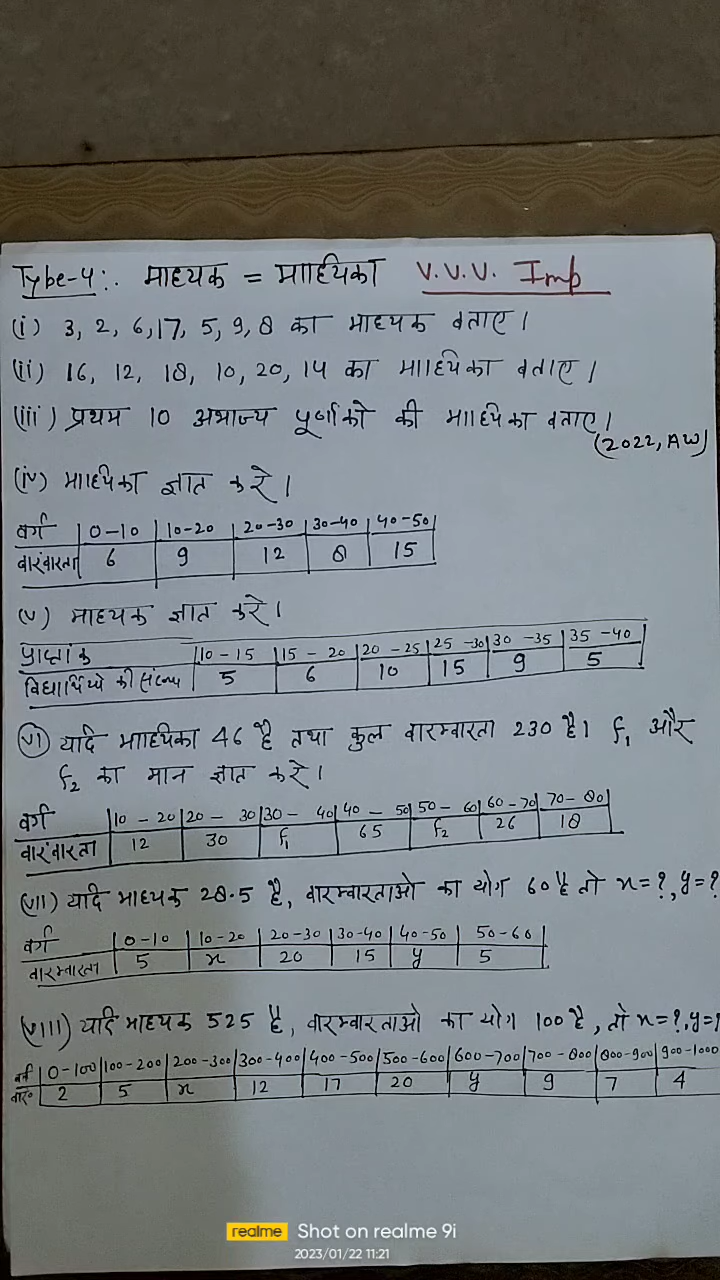 Type-4:. माध्यक = माध्यिका V.V.V. Imp
(i) 3, 2, 6, 17, 5, 9, 8 का माध्यक बताए।
(ii) 16, 12, 18, 10, 20, 14 का माध्यिका बताए।
(iii) प्रथम 10 अभाज्य पूर्णांको की माध्यिका बताए।
(2022, AW)
(iv) माध्यिका ज्ञात करे।
वर्ग 0-10 10-20 20-30 30-40 40-50
वारंवारता 6 9 12 8 15
(v) माध्यक ज्ञात करे।
प्राप्तांक 10-15 15-20 20-25 25-30 30-35 35-40
विद्यार्थियो की संख्या 5 6 10 15 9 5
(vi) यदि माध्यिका 46 है तथा कुल वारम्वारता 230 है। f₁ और
f₂ का मान ज्ञात करे।
वर्ग 10-20 20-30 30-40 40-50 50-60 60-70 70-80
वारंवारता 12 30 f₁ 65 f₂ 26 18
(VII) यदि माध्यक 28.5 है, वारम्वारताओ का योग 60 है तो x=?, y=?
वर्ग 0-10 10-20 20-30 30-40 40-50 50-60
वारम्वारता 5 x 20 15 y 5
(VIII) यदि माध्यक 525 है, वारम्वारताओ का योग 100 है, तो x=?, y=?
वर्ग 0-100 100-200 200-300 300-400 400-500 500-600 600-700 700-800 800-900 900-1000
वार० 2 5 x 12 17 20 y 9 7 4
realme Shot on realme 9i
2023/01/22 11:21